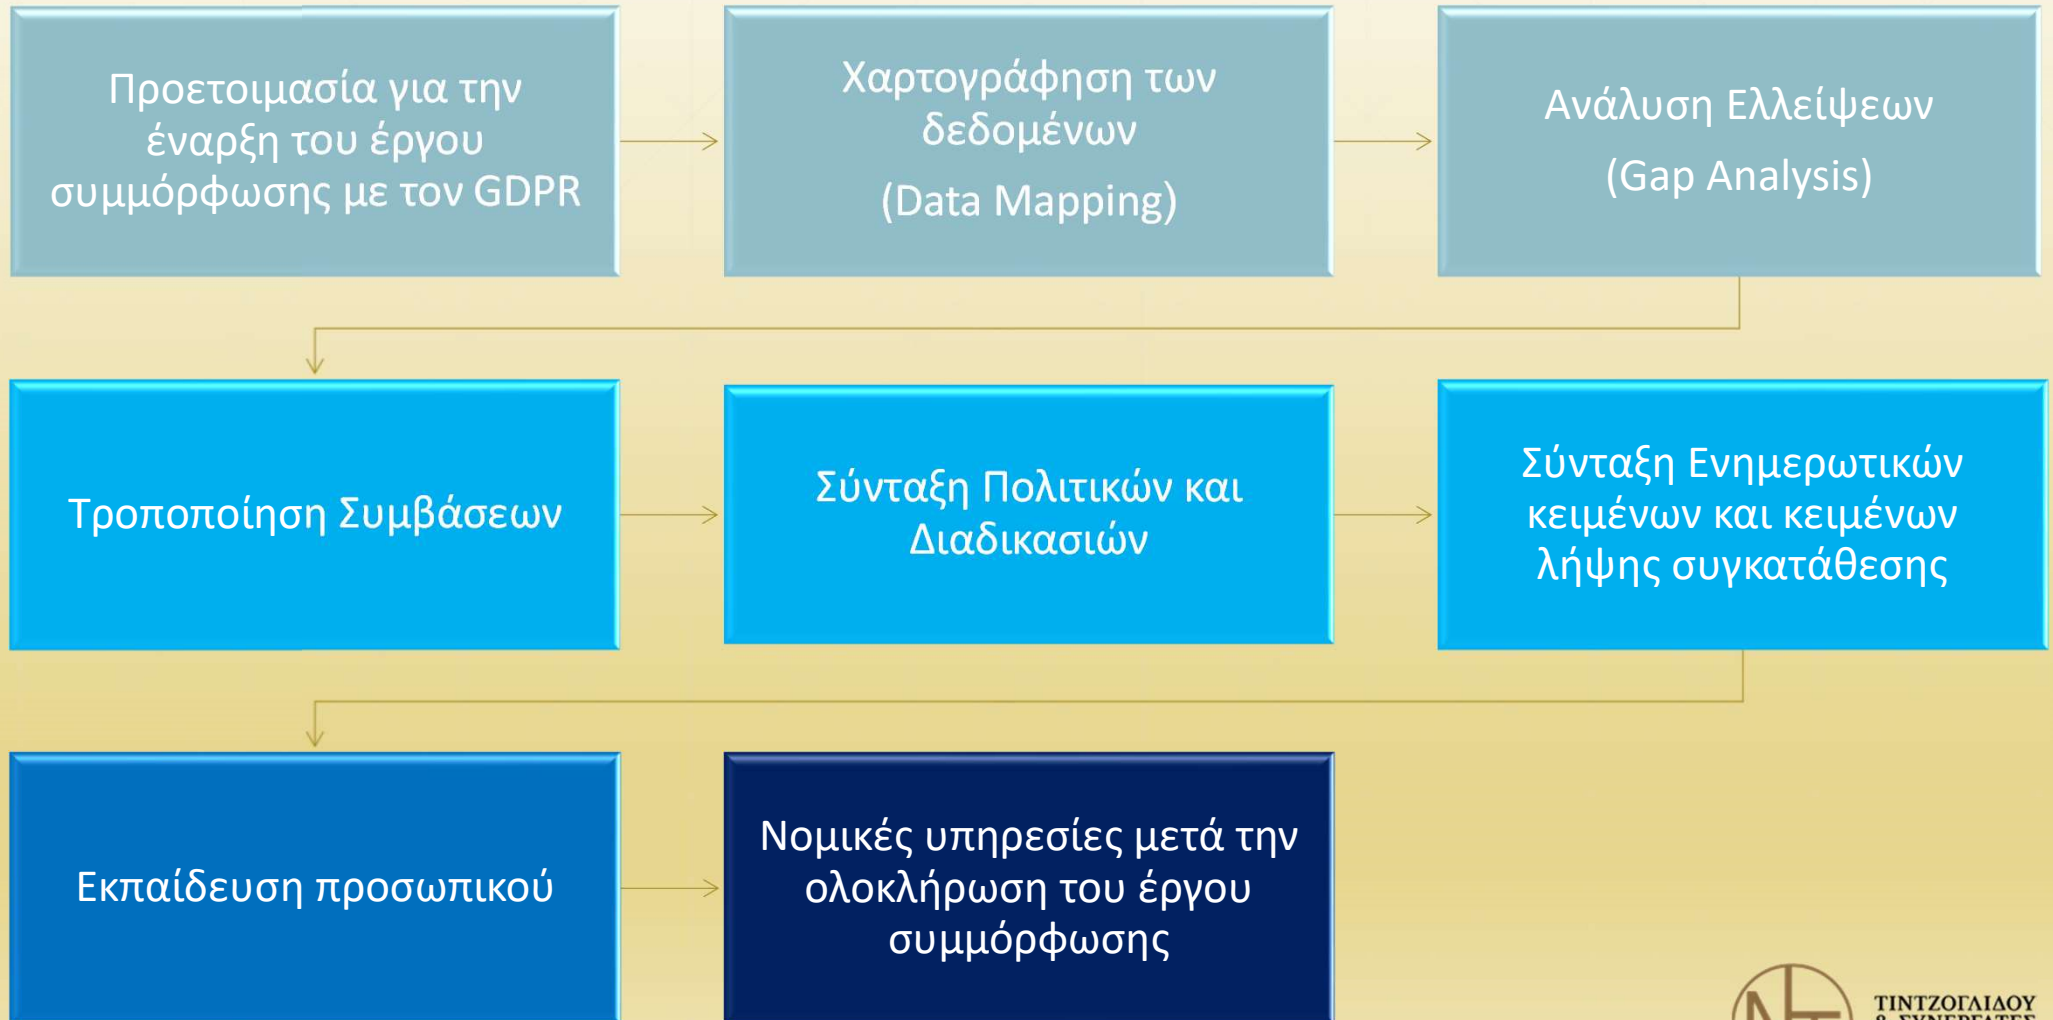 Προετοιμασία για την
έναρξη του έργου
συμμόρφωσης με τον GDPR
Χαρτογράφηση των
δεδομένων
(Data Mapping)
Ανάλυση Ελλείψεων
(Gap Analysis)
Τροποποίηση Συμβάσεων
Σύνταξη Πολιτικών και
Διαδικασιών
Σύνταξη Ενημερωτικών
κειμένων και κειμένων
λήψης συγκατάθεσης
Εκπαίδευση προσωπικού
Νομικές υπηρεσίες μετά την
ολοκλήρωση του έργου
συμμόρφωσης
ΤΙΝΤΖΟΓΛΙΔΟΥ
& ΣΥΝΕΡΓΑΤΕΣ